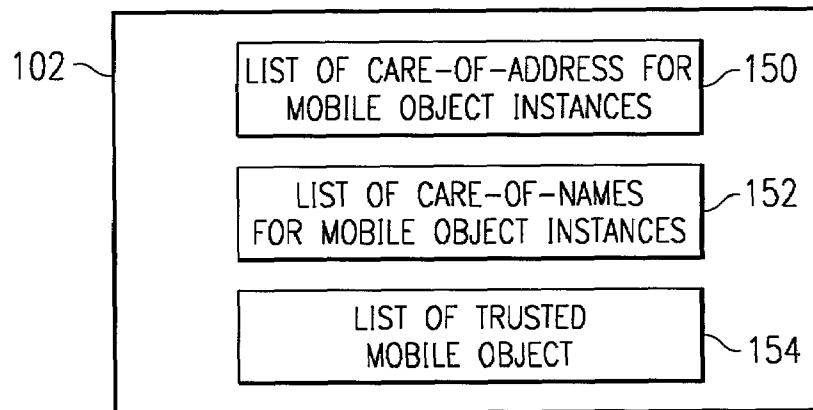 102
LIST OF CARE-OF-ADDRESS FOR
MOBILE OBJECT INSTANCES
150
LIST OF CARE-OF-NAMES
FOR MOBILE OBJECT INSTANCES
152
LIST OF TRUSTED
MOBILE OBJECT
154